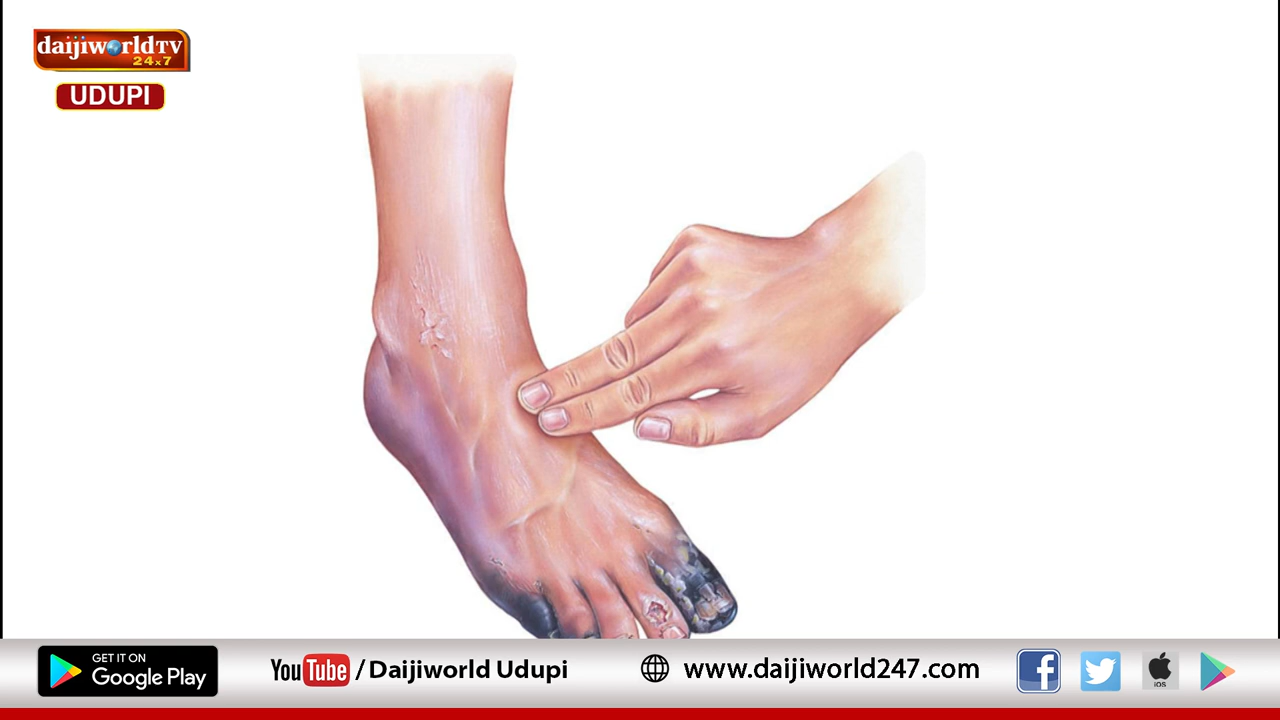 daijiworldTV
24x7
UDUPI
GET IT ON
Google Play
YouTube / Daijiworld Udupi
www.daijiworld247.com
f
iOS